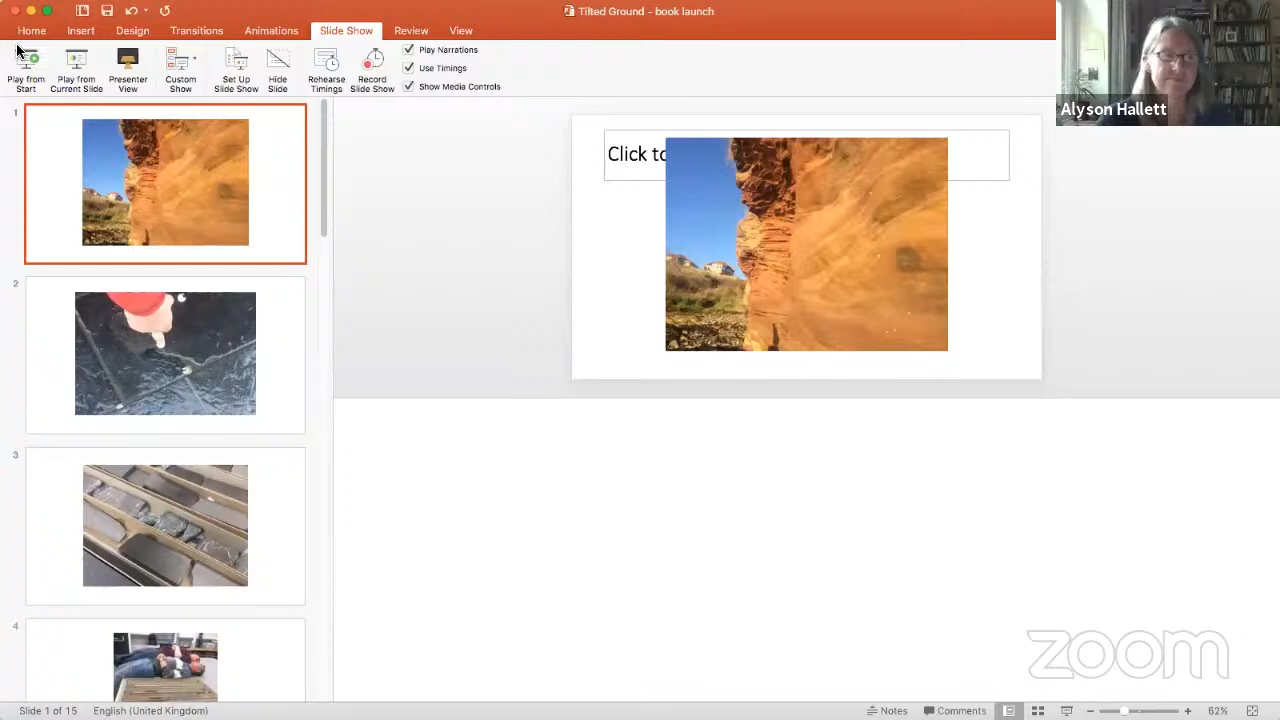 Tilted Ground - book launch
Home Insert Design Transitions Animations Slide Show Review View
Play from Start
Play from Current Slide
Presenter View
Custom Show
Set Up Slide Show
Hide Slide
Rehearse Timings
Record Slide Show
Play Narrations
Use Timings
Show Media Controls
Alyson Hallett
1
2
3
4
Click to
zoom
Slide 1 of 15 English (United Kingdom) Notes Comments 62%